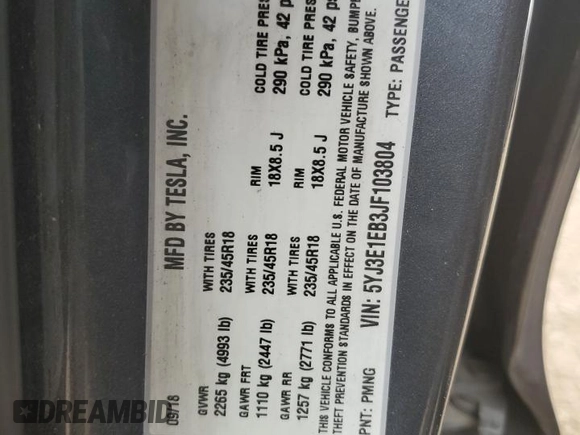 09/18 MFD BY TESLA, INC.
GVWR WITH TIRES RIM COLD TIRE PRES
2265 kg (4993 lb) 235/45R18 18X8.5 J 290 kPa, 42 p
GAWR FRT WITH TIRES RIM COLD TIRE PRES
1110 kg (2447 lb) 235/45R18 18X8.5 J 290 kPa, 42 ps
GAWR RR WITH TIRES
1257 kg (2771 lb) 235/45R18
THIS VEHICLE CONFORMS TO ALL APPLICABLE U.S. FEDERAL MOTOR VEHICLE SAFETY, BUMPE
THEFT PREVENTION STANDARDS IN EFFECT ON THE DATE OF MANUFACTURE SHOWN ABOVE.
PNT: PMNG VIN: 5YJ3E1EB3JF103804 TYPE: PASSENGE
DREAMBID